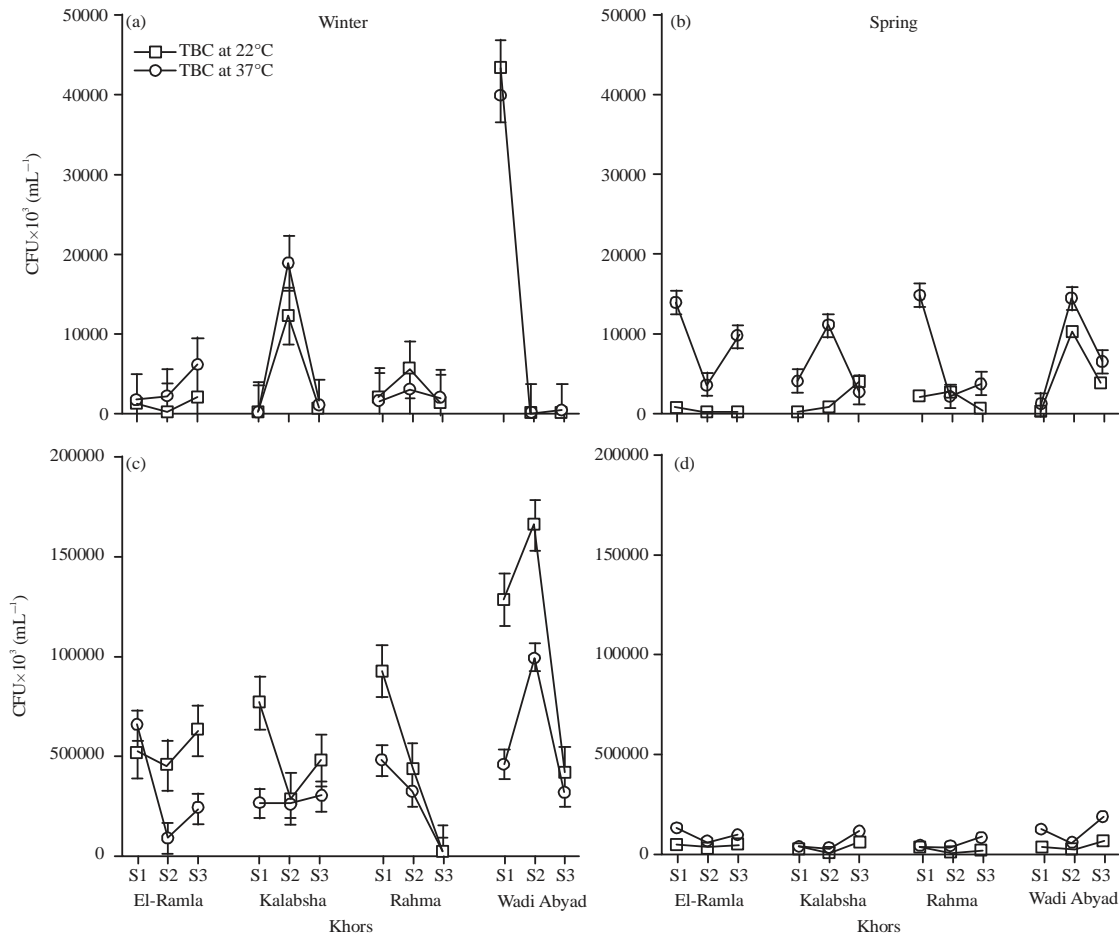 (a) Winter
TBC at 22°C
TBC at 37°C
50000
40000
30000
20000
10000
0
CFU×10³ (mL⁻¹)
(b) Spring
50000
40000
30000
20000
10000
0
(c)
200000
150000
100000
500000
0
CFU×10³ (mL⁻¹)
S1 S2 S3 S1 S2 S3 S1 S2 S3 S1 S2 S3
El-Ramla Kalabsha Rahma Wadi Abyad
Khors
(d)
200000
150000
100000
500000
0
S1 S2 S3 S1 S2 S3 S1 S2 S3 S1 S2 S3
El-Ramla Kalabsha Rahma Wadi Abyad
Khors